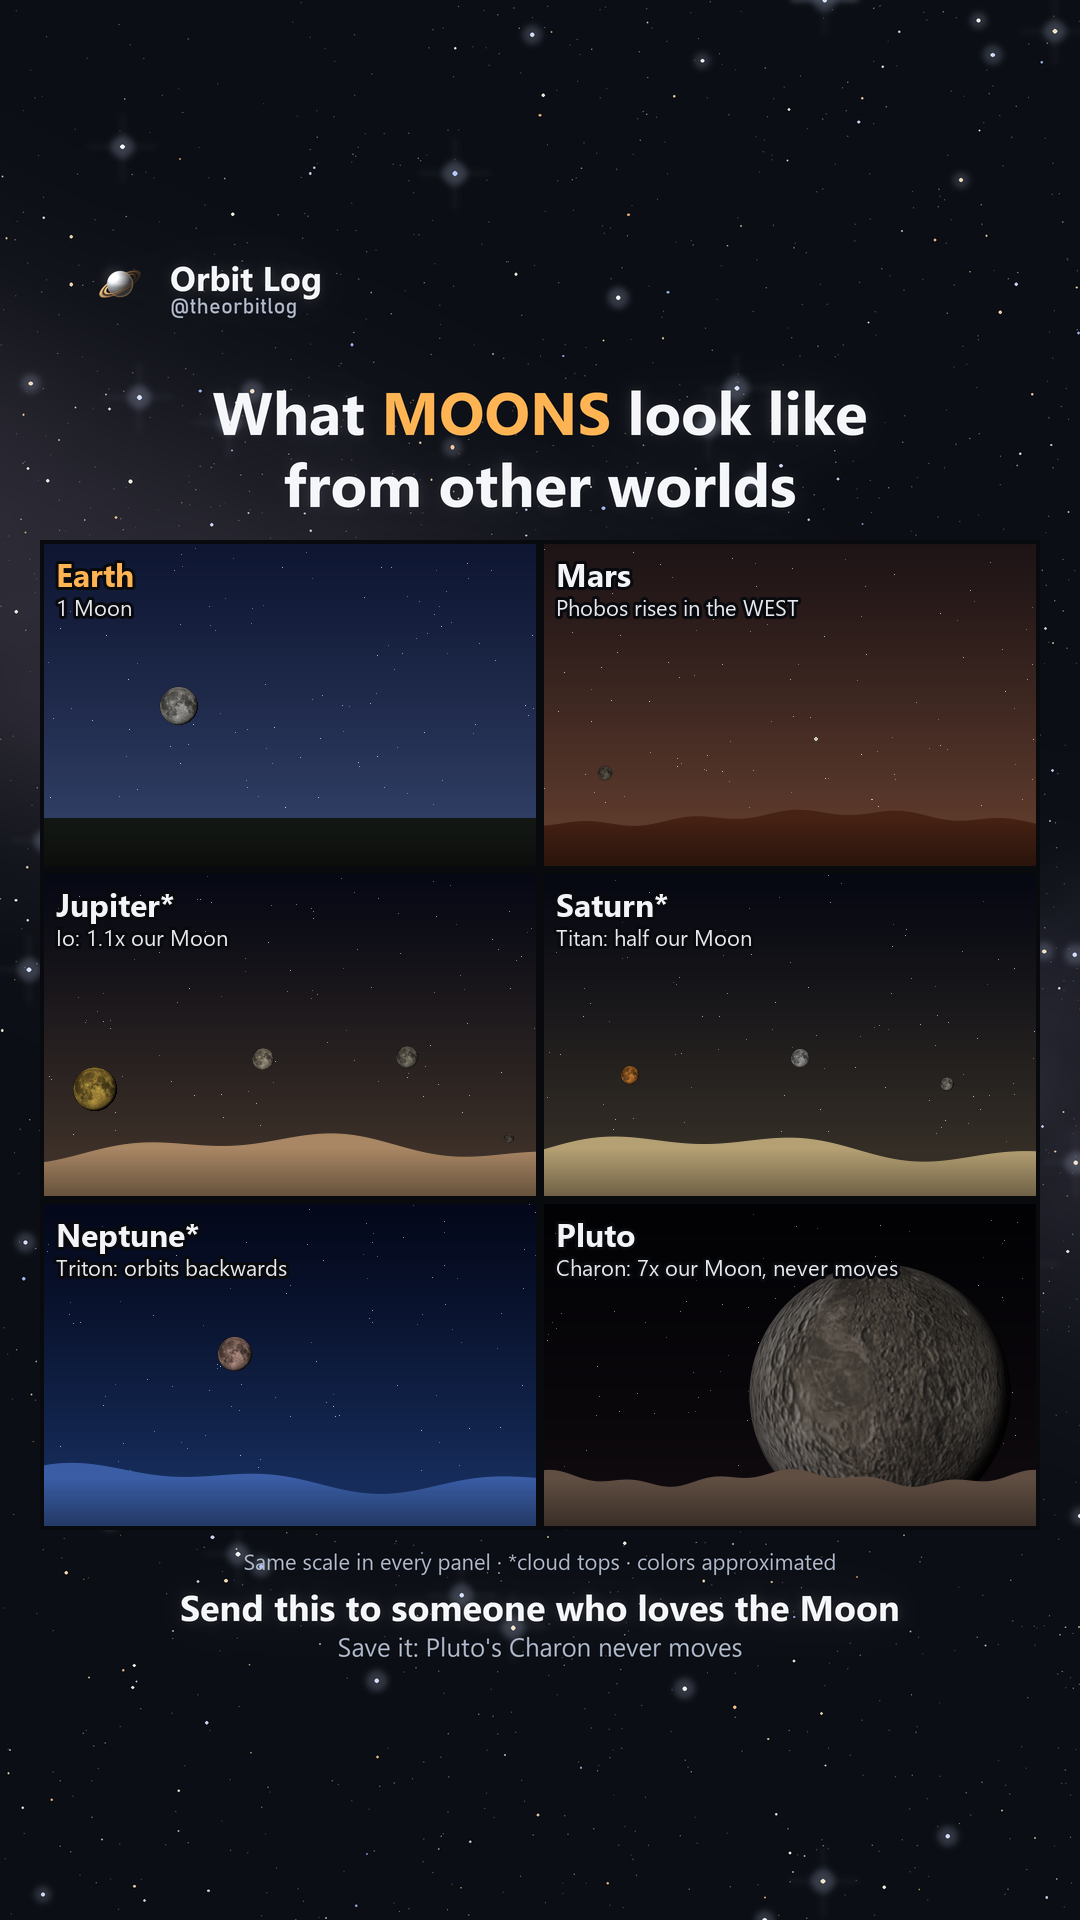 Orbit Log
@theorbitlog
What MOONS look like
from other worlds
Earth
1 Moon
Mars
Phobos rises in the WEST
Jupiter*
Io: 1.1x our Moon
Saturn*
Titan: half our Moon
Neptune*
Triton: orbits backwards
Pluto
Charon: 7x our Moon, never moves
Same scale in every panel · *cloud tops · colors approximated
Send this to someone who loves the Moon
Save it: Pluto's Charon never moves